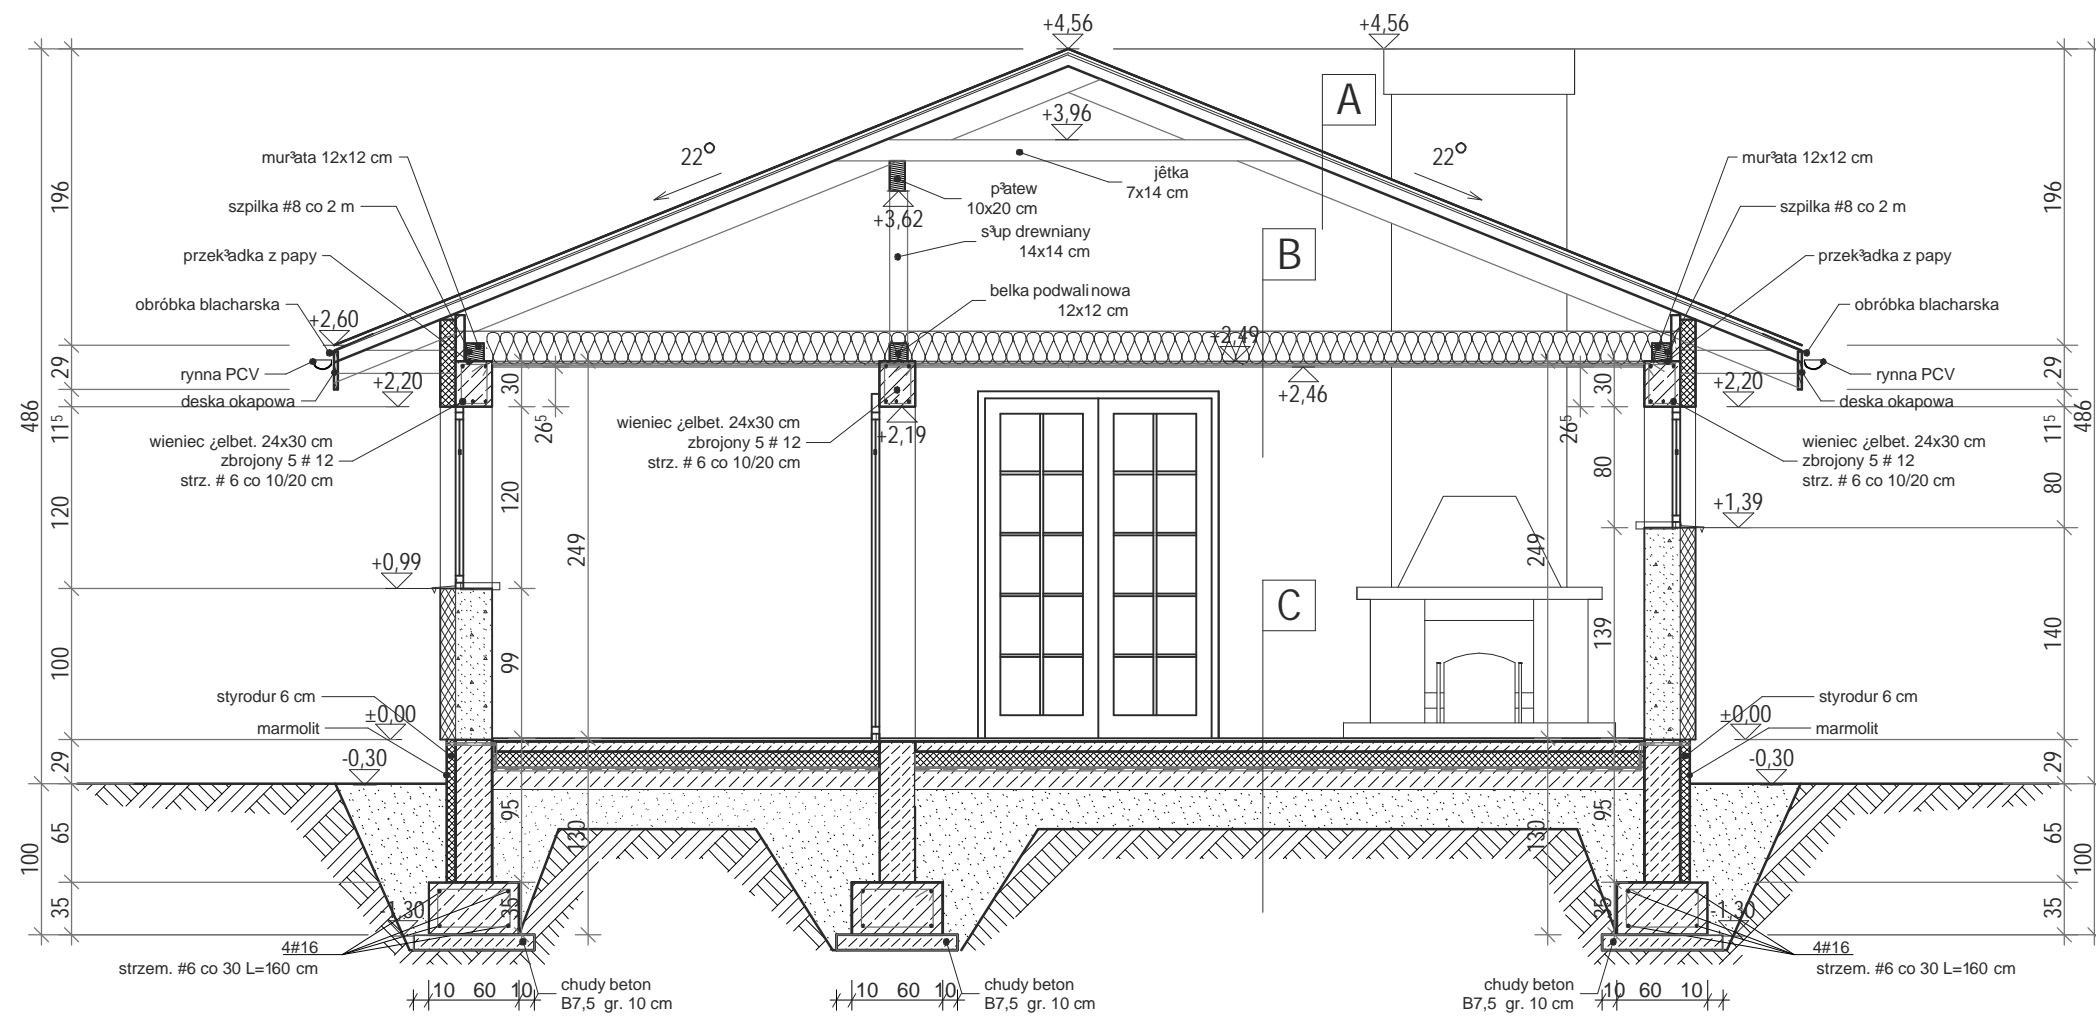 +4,56
+4,56
A
+3,96
22°
22°
mur³ata 12x12 cm
mur³ata 12x12 cm
jêtka
7x14 cm
p³atew
10x20 cm
+3,62
196
196
szpilka #8 co 2 m
szpilka #8 co 2 m
s³up drewniany
14x14 cm
B
przek³adka z papy
przek³adka z papy
belka podwalinowa
12x12 cm
obróbka blacharska
obróbka blacharska
+2,60
+2,49
29
29
rynna PCV
rynna PCV
deska okapowa
deska okapowa
+2,20
+2,20
30
30
+2,46
486
486
11⁵
11⁵
26⁵
26⁵
+2,19
wieniec ¿elbet. 24x30 cm
zbrojony 5 # 12
strz. # 6 co 10/20 cm
wieniec ¿elbet. 24x30 cm
zbrojony 5 # 12
strz. # 6 co 10/20 cm
wieniec ¿elbet. 24x30 cm
zbrojony 5 # 12
strz. # 6 co 10/20 cm
120
120
80
80
+1,39
249
249
+0,99
C
100
99
139
140
styrodur 6 cm
styrodur 6 cm
marmolit
marmolit
±0,00
±0,00
29
29
-0,30
-0,30
65
95
130
130
95
65
100
100
35
35
35
35
-1,30
-1,30
4#16
strzem. #6 co 30 L=160 cm
4#16
strzem. #6 co 30 L=160 cm
10 60 10
chudy beton
B7,5 gr. 10 cm
10 60 10
chudy beton
B7,5 gr. 10 cm
chudy beton
B7,5 gr. 10 cm
10 60 10